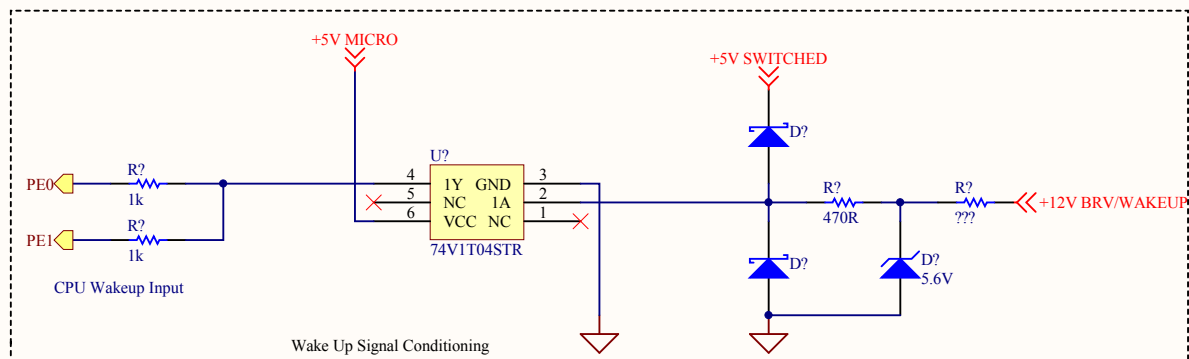 +5V MICRO
+5V SWITCHED
D?
U?
R?
4
1Y
GND
3
R?
R?
PE0
1k
5
NC
1A
2
+12V BRV/WAKEUP
R?
6
VCC
NC
1
470R
???
PE1
1k
74V1T04STR
D?
D?
5.6V
CPU Wakeup Input
Wake Up Signal Conditioning